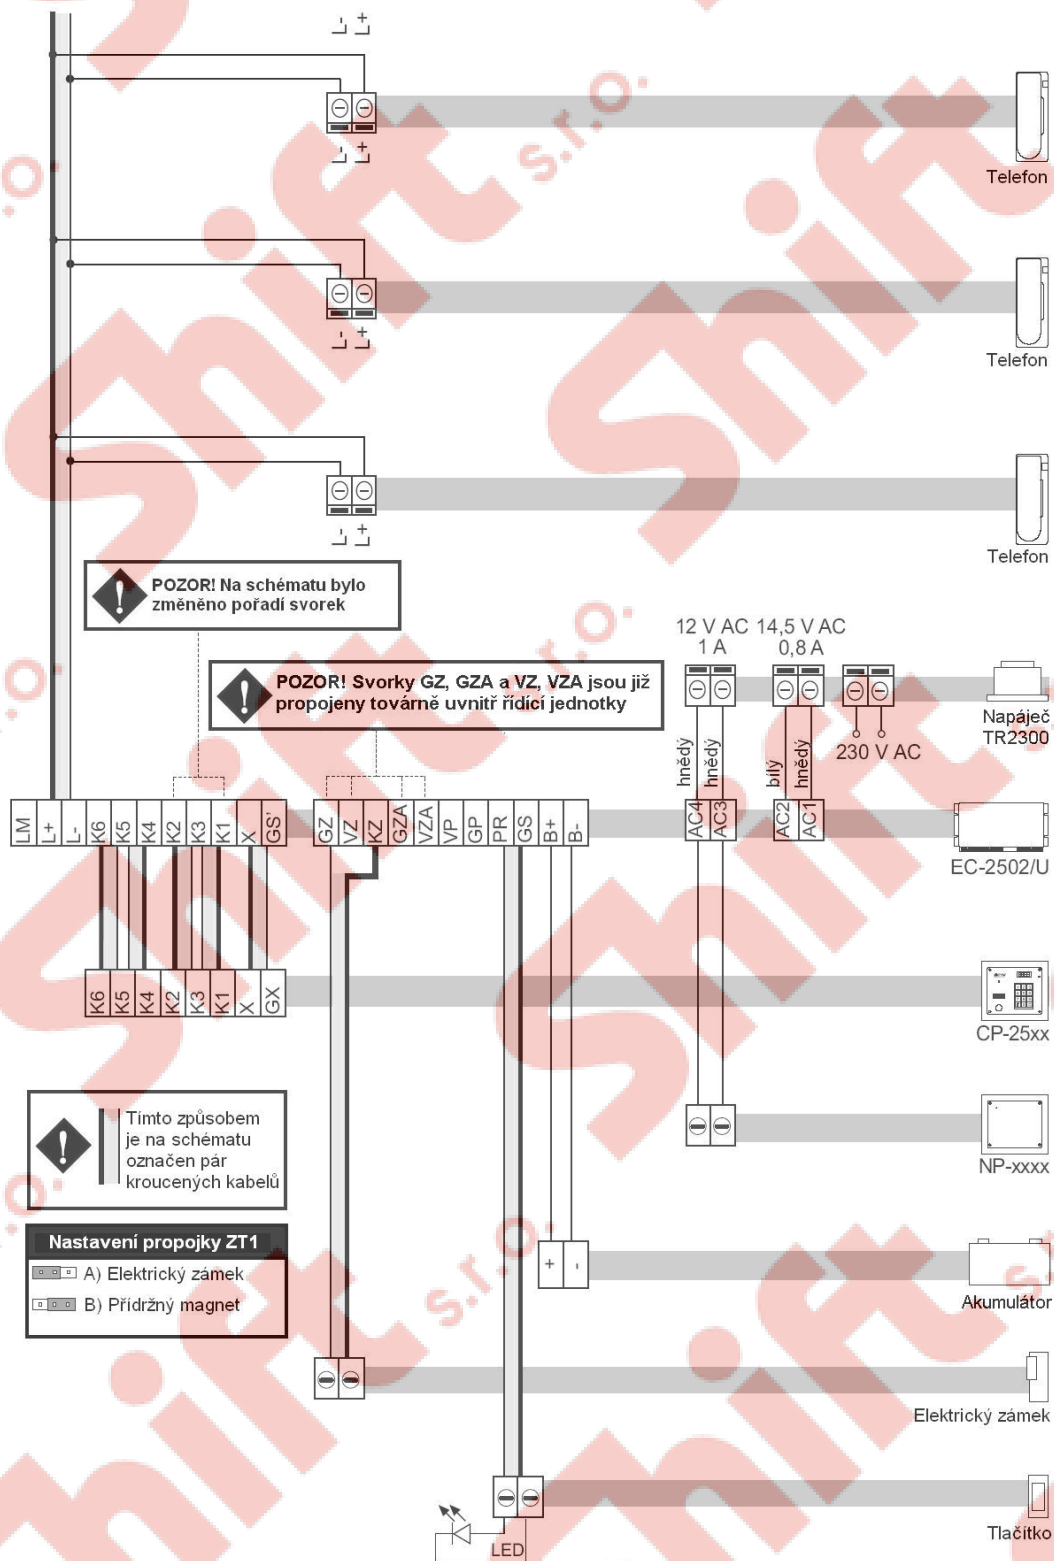 L- L+
L- L+
Telefon
L- L+
Telefon
L- L+
Telefon
POZOR! Na schématu bylo
změněno pořadí svorek
POZOR! Svorky GZ, GZA a VZ, VZA jsou již
propojeny továrně uvnitř řídící jednotky
12 V AC 14,5 V AC
1 A 0,8 A
230 V AC
Napáječ
TR2300
hnědý hnědý bílý hnědý
LM L+ L- K6 K5 K4 K2 K3 K1 X GS' GZ VZ KZ GZA VZA VP GP PR GS B+ B- AC4 AC3 AC2 AC1
EC-2502/U
K6 K5 K4 K2 K3 K1 X GX
CP-25xx
Tímto způsobem
je na schématu
označen pár
kroucených kabelů
NP-xxxx
Nastavení propojky ZT1
A) Elektrický zámek
B) Přídržný magnet
+ -
Akumulátor
Elektrický zámek
Tlačítko
LED
Shift s.r.o.